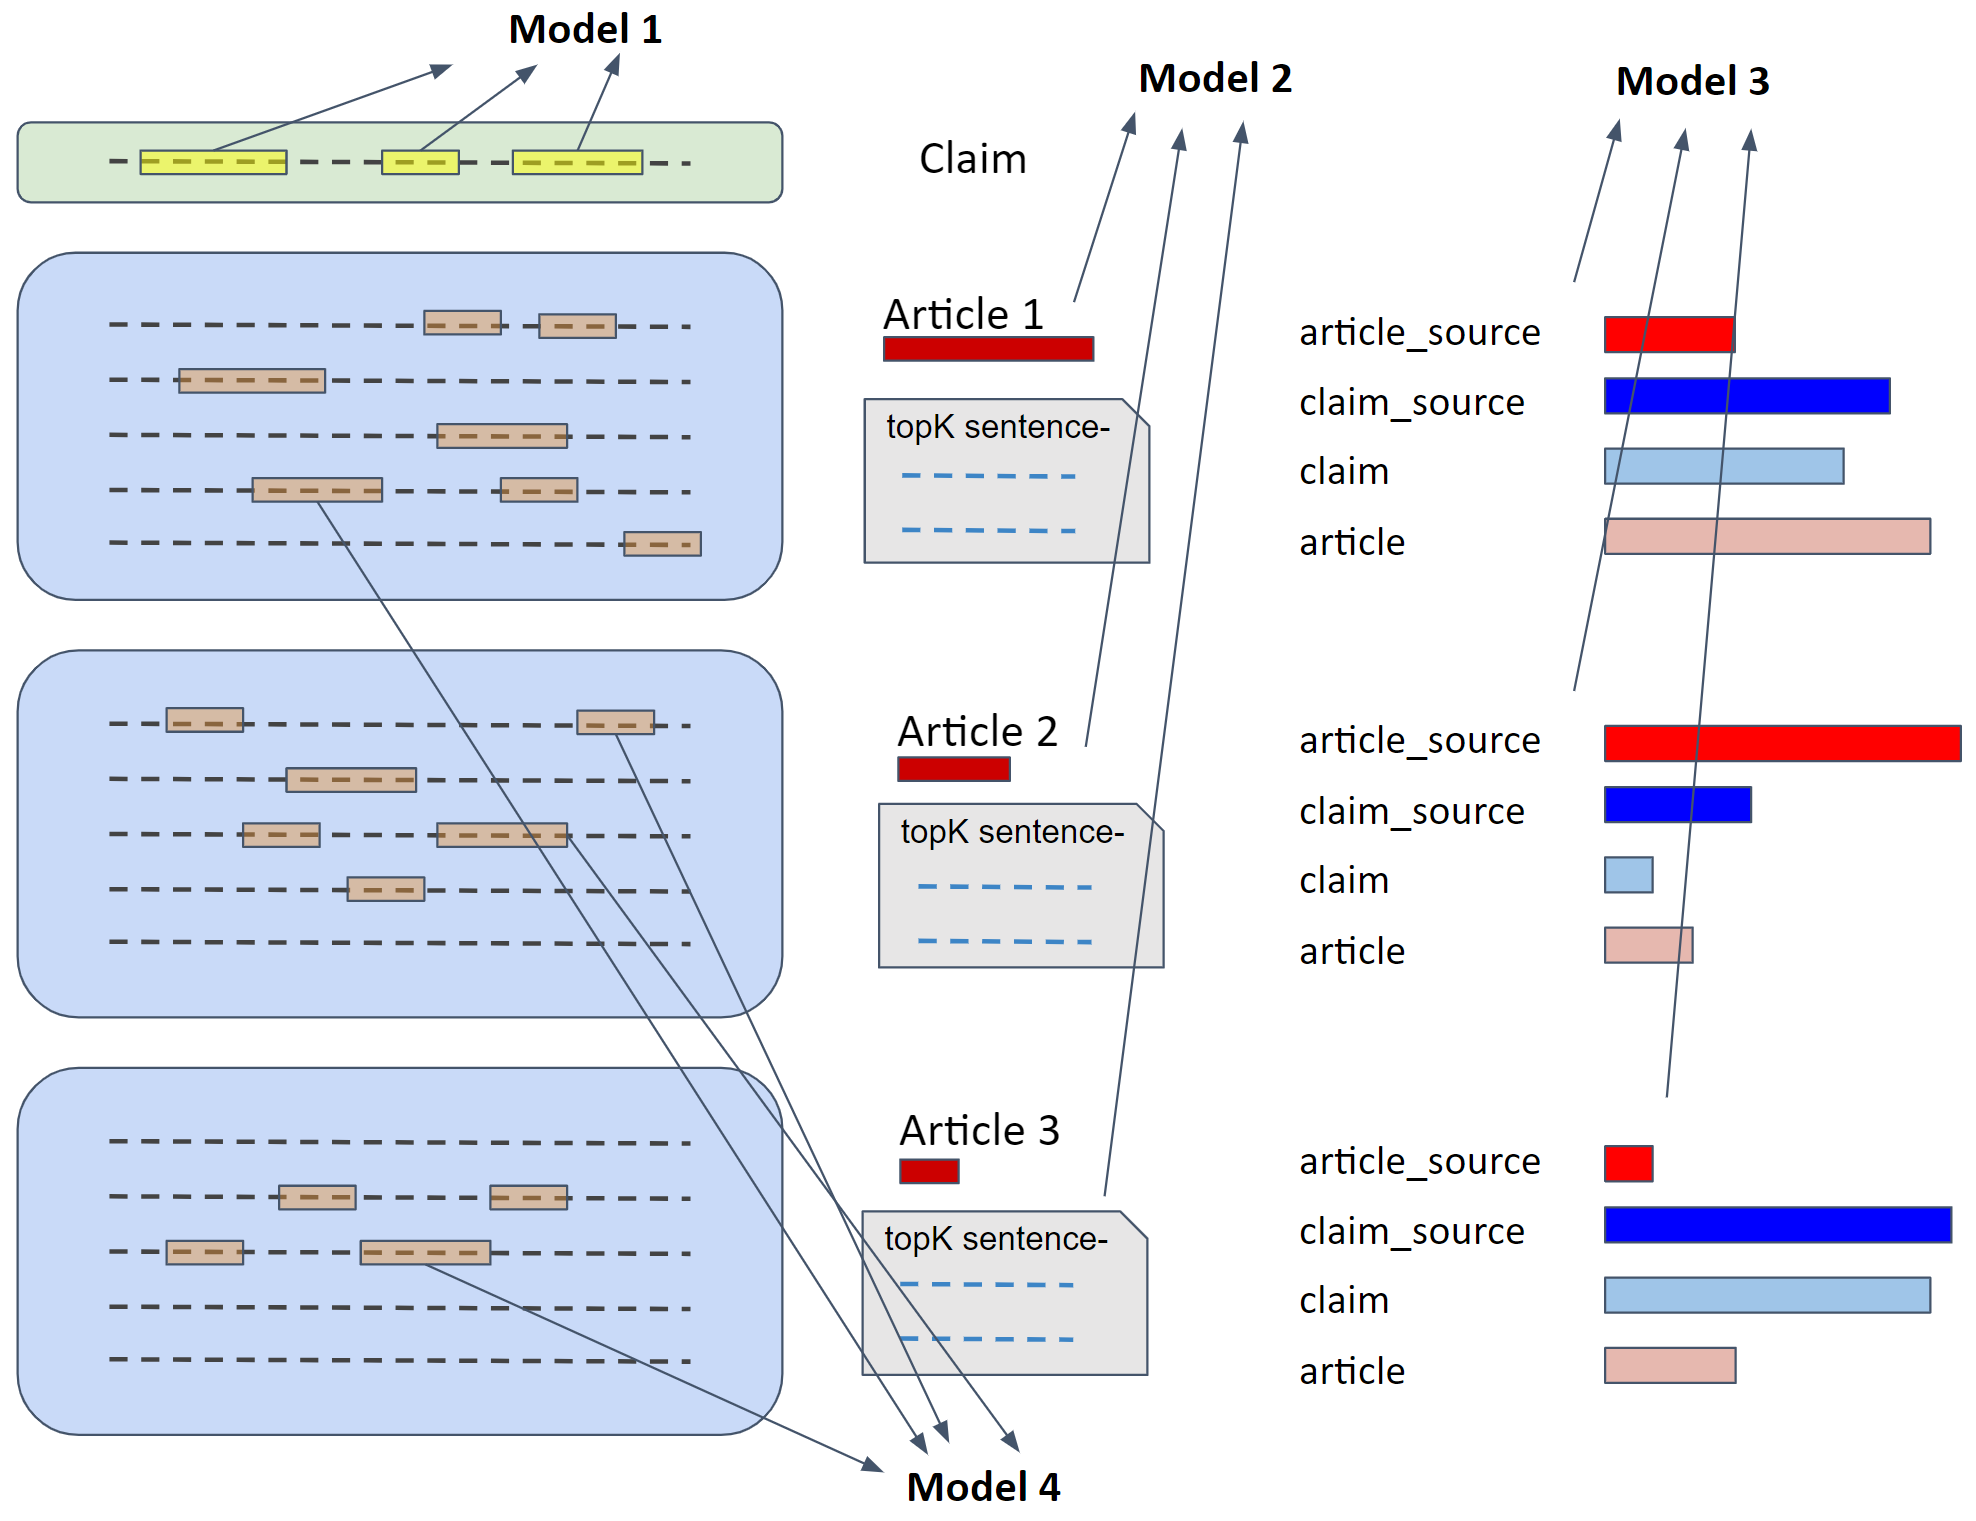 Model 1
Model 2
Model 3
Claim
Article 1
topK sentence-
article_source
claim_source
claim
article
Article 2
topK sentence-
article_source
claim_source
claim
article
Article 3
topK sentence-
article_source
claim_source
claim
article
Model 4